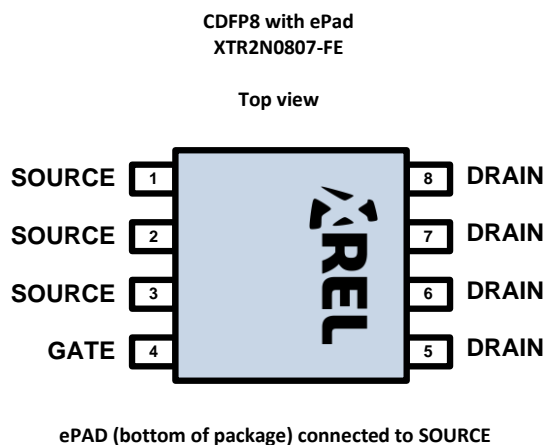 CDFP8 with ePad
XTR2N0807-FE
Top view
SOURCE 1
8 DRAIN
SOURCE 2
7 DRAIN
SOURCE 3
6 DRAIN
GATE 4
5 DRAIN
XREL
ePAD (bottom of package) connected to SOURCE